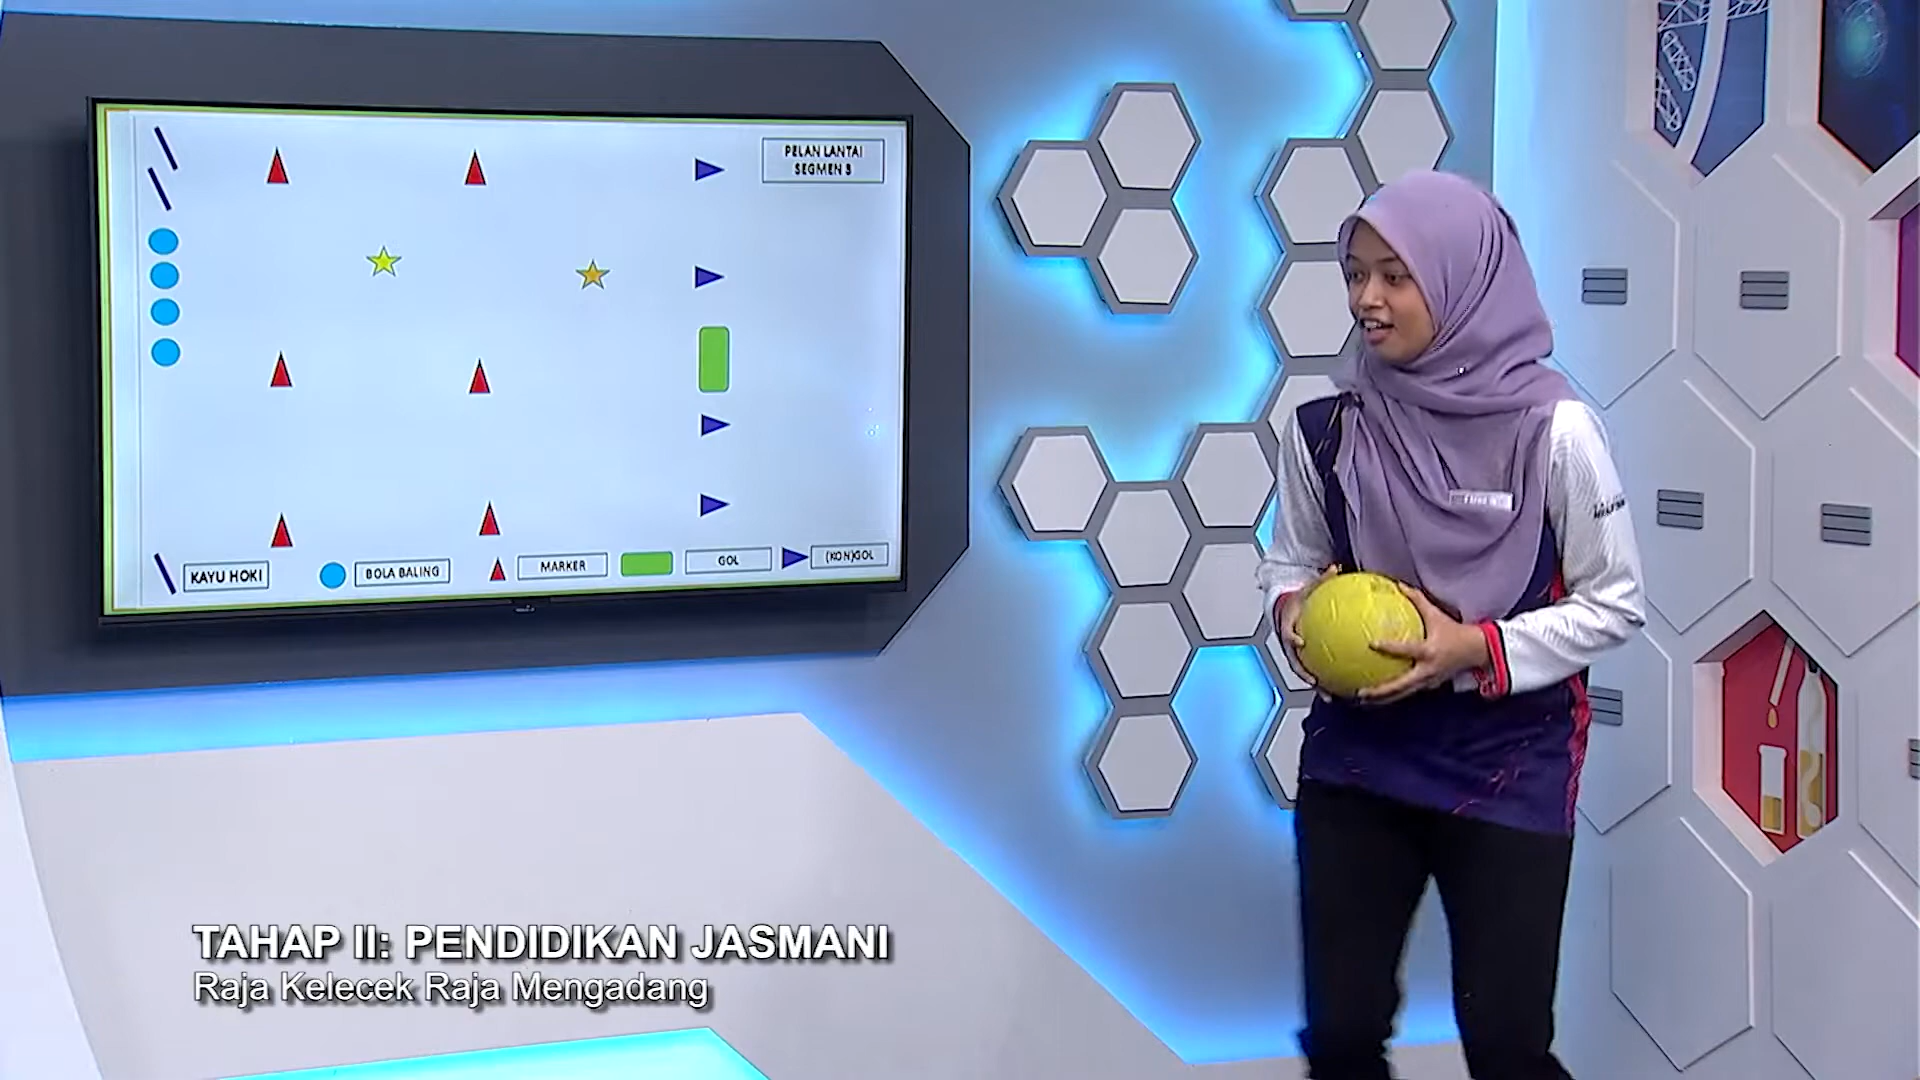 PELAN LANTAI
SEGMEN 3
KAYU HOKI
BOLA BALING
MARKER
GOL
(KON)GOL
TAHAP II: PENDIDIKAN JASMANI
Raja Kelecek Raja Mengadang